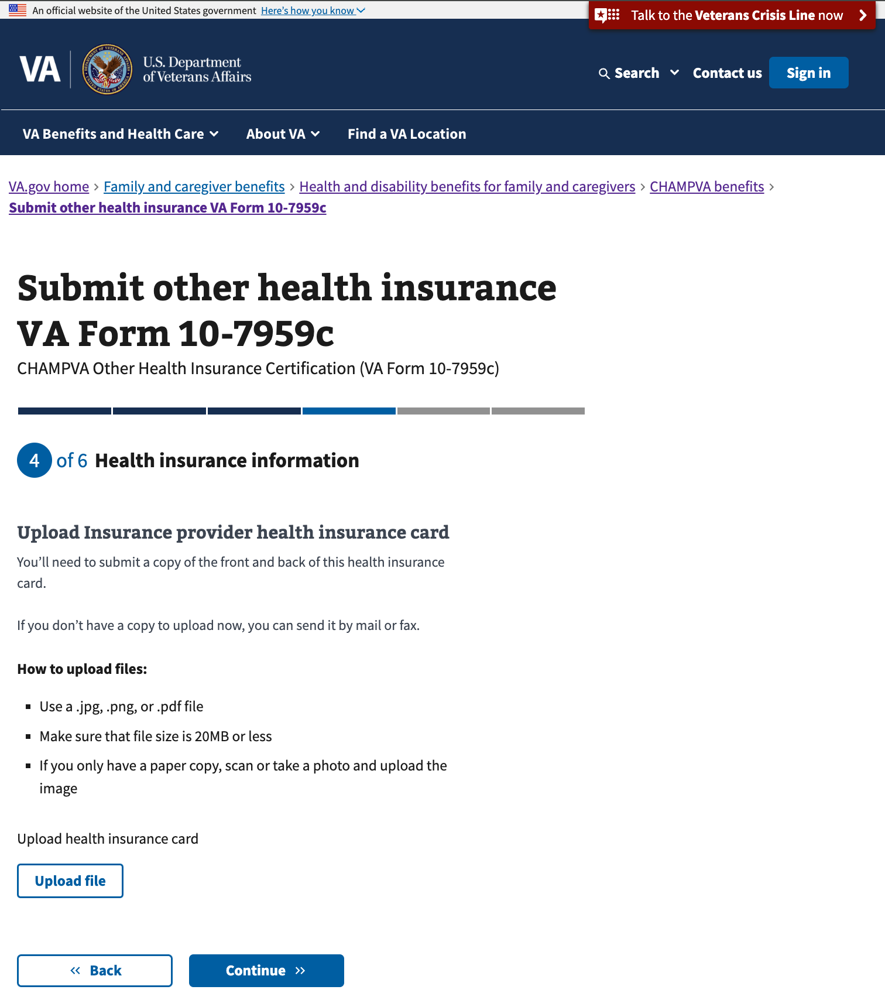 An official website of the United States government Here’s how you know
Talk to the Veterans Crisis Line now
VA
U.S. Department
of Veterans Affairs
Search
Contact us
Sign in
VA Benefits and Health Care
About VA
Find a VA Location
VA.gov home › Family and caregiver benefits › Health and disability benefits for family and caregivers › CHAMPVA benefits ›
Submit other health insurance VA Form 10-7959c
Submit other health insurance
VA Form 10-7959c
CHAMPVA Other Health Insurance Certification (VA Form 10-7959c)
4 of 6 Health insurance information
Upload Insurance provider health insurance card
You’ll need to submit a copy of the front and back of this health insurance
card.
If you don’t have a copy to upload now, you can send it by mail or fax.
How to upload files:
▪ Use a .jpg, .png, or .pdf file
▪ Make sure that file size is 20MB or less
▪ If you only have a paper copy, scan or take a photo and upload the
image
Upload health insurance card
Upload file
« Back
Continue »